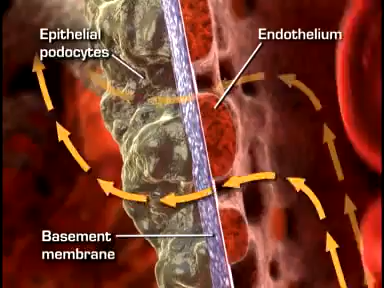 Epithelial
podocytes
Endothelium
Basement
membrane